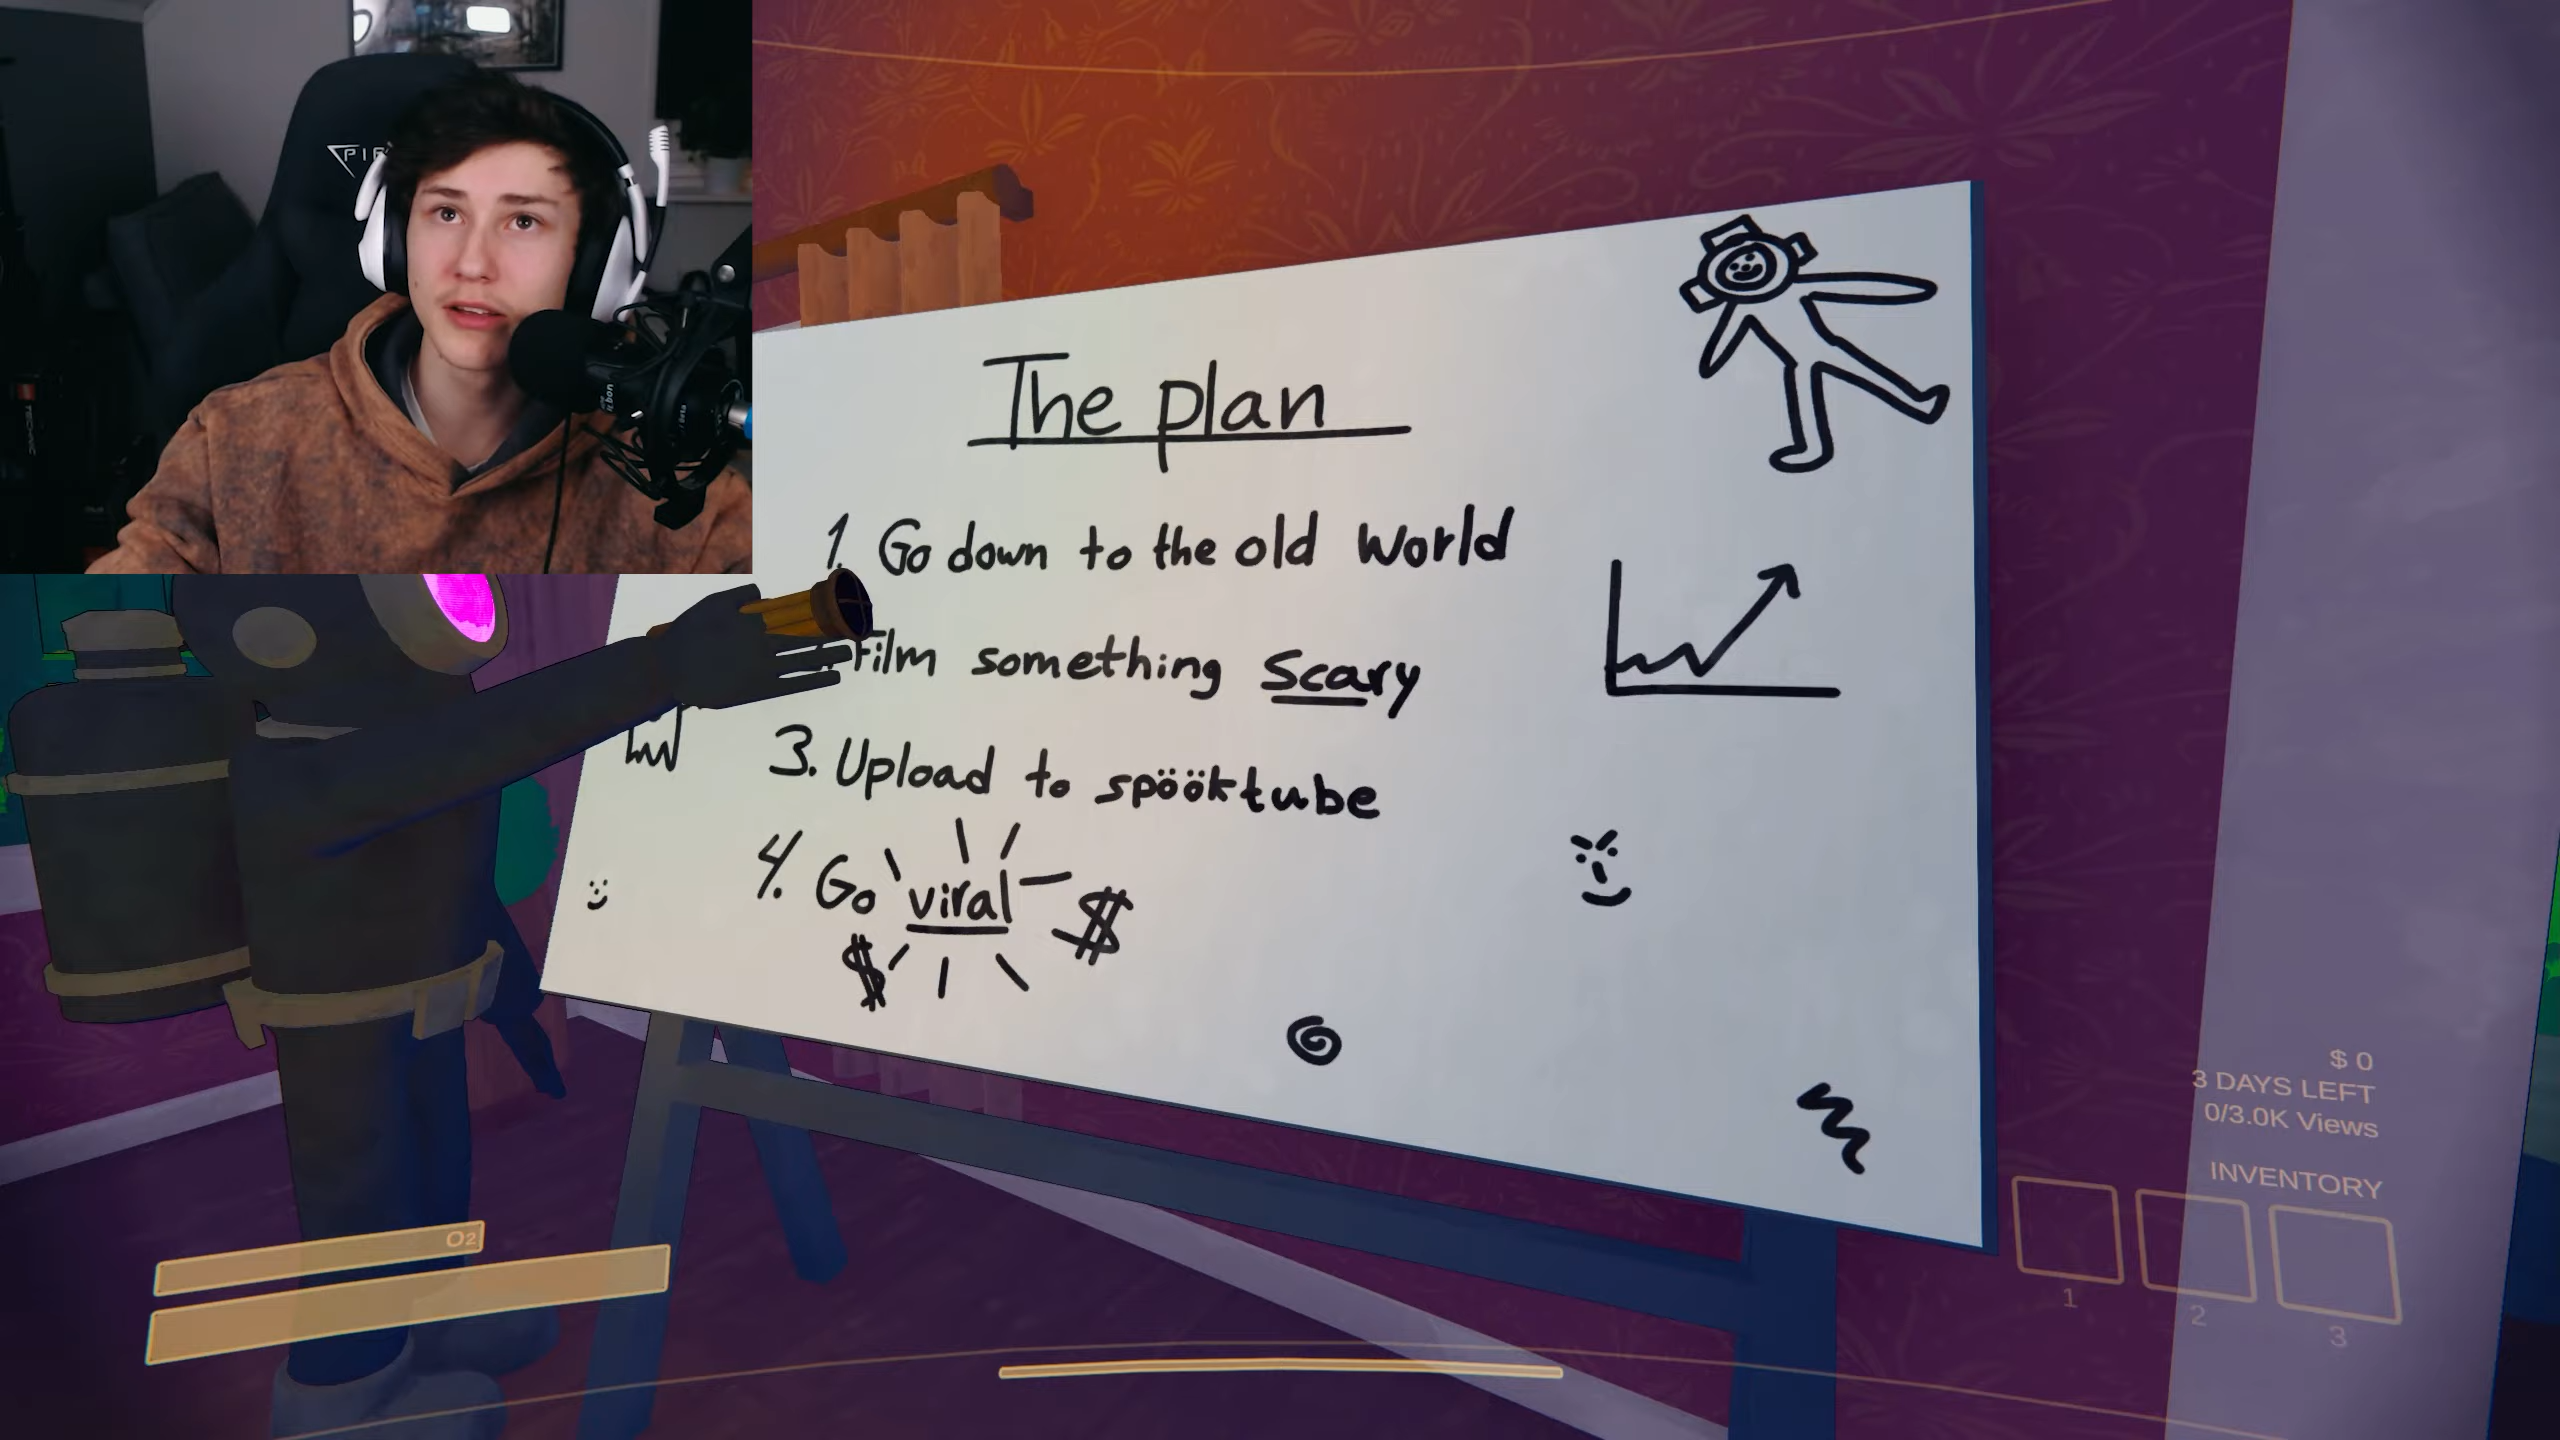 The plan
1. Go down to the old World
Film something scary
3. Upload to spööktube
4. Go viral
$ $
$ 0
3 DAYS LEFT
0/3.0K Views
INVENTORY
1 2 3
O2